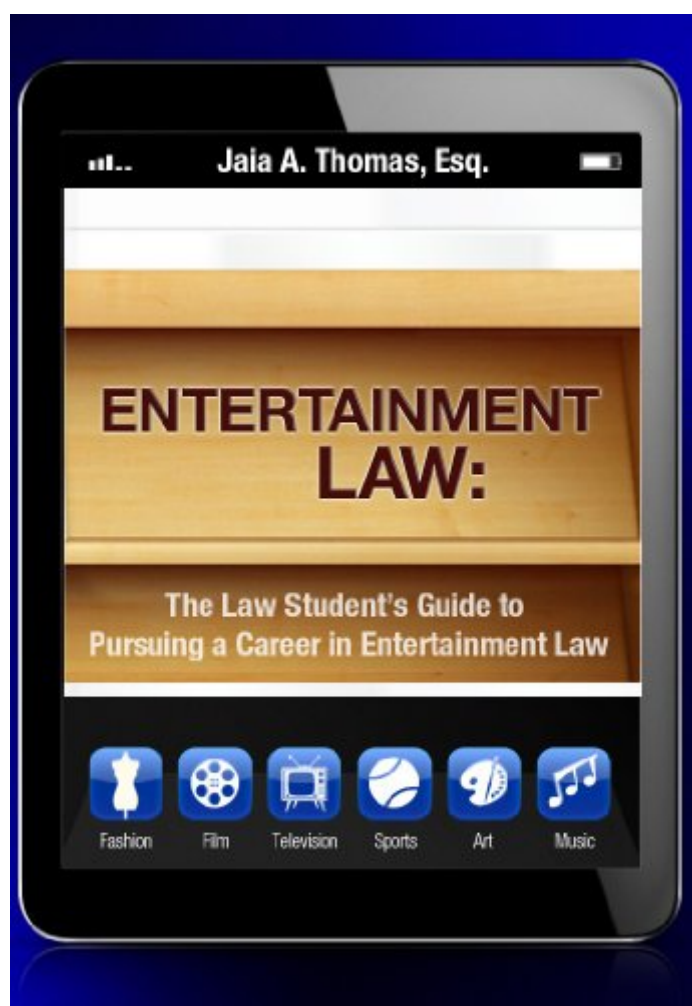 Jaia A. Thomas, Esq.
ENTERTAINMENT
LAW:
The Law Student's Guide to
Pursuing a Career in Entertainment Law
Fashion Film Television Sports Art Music